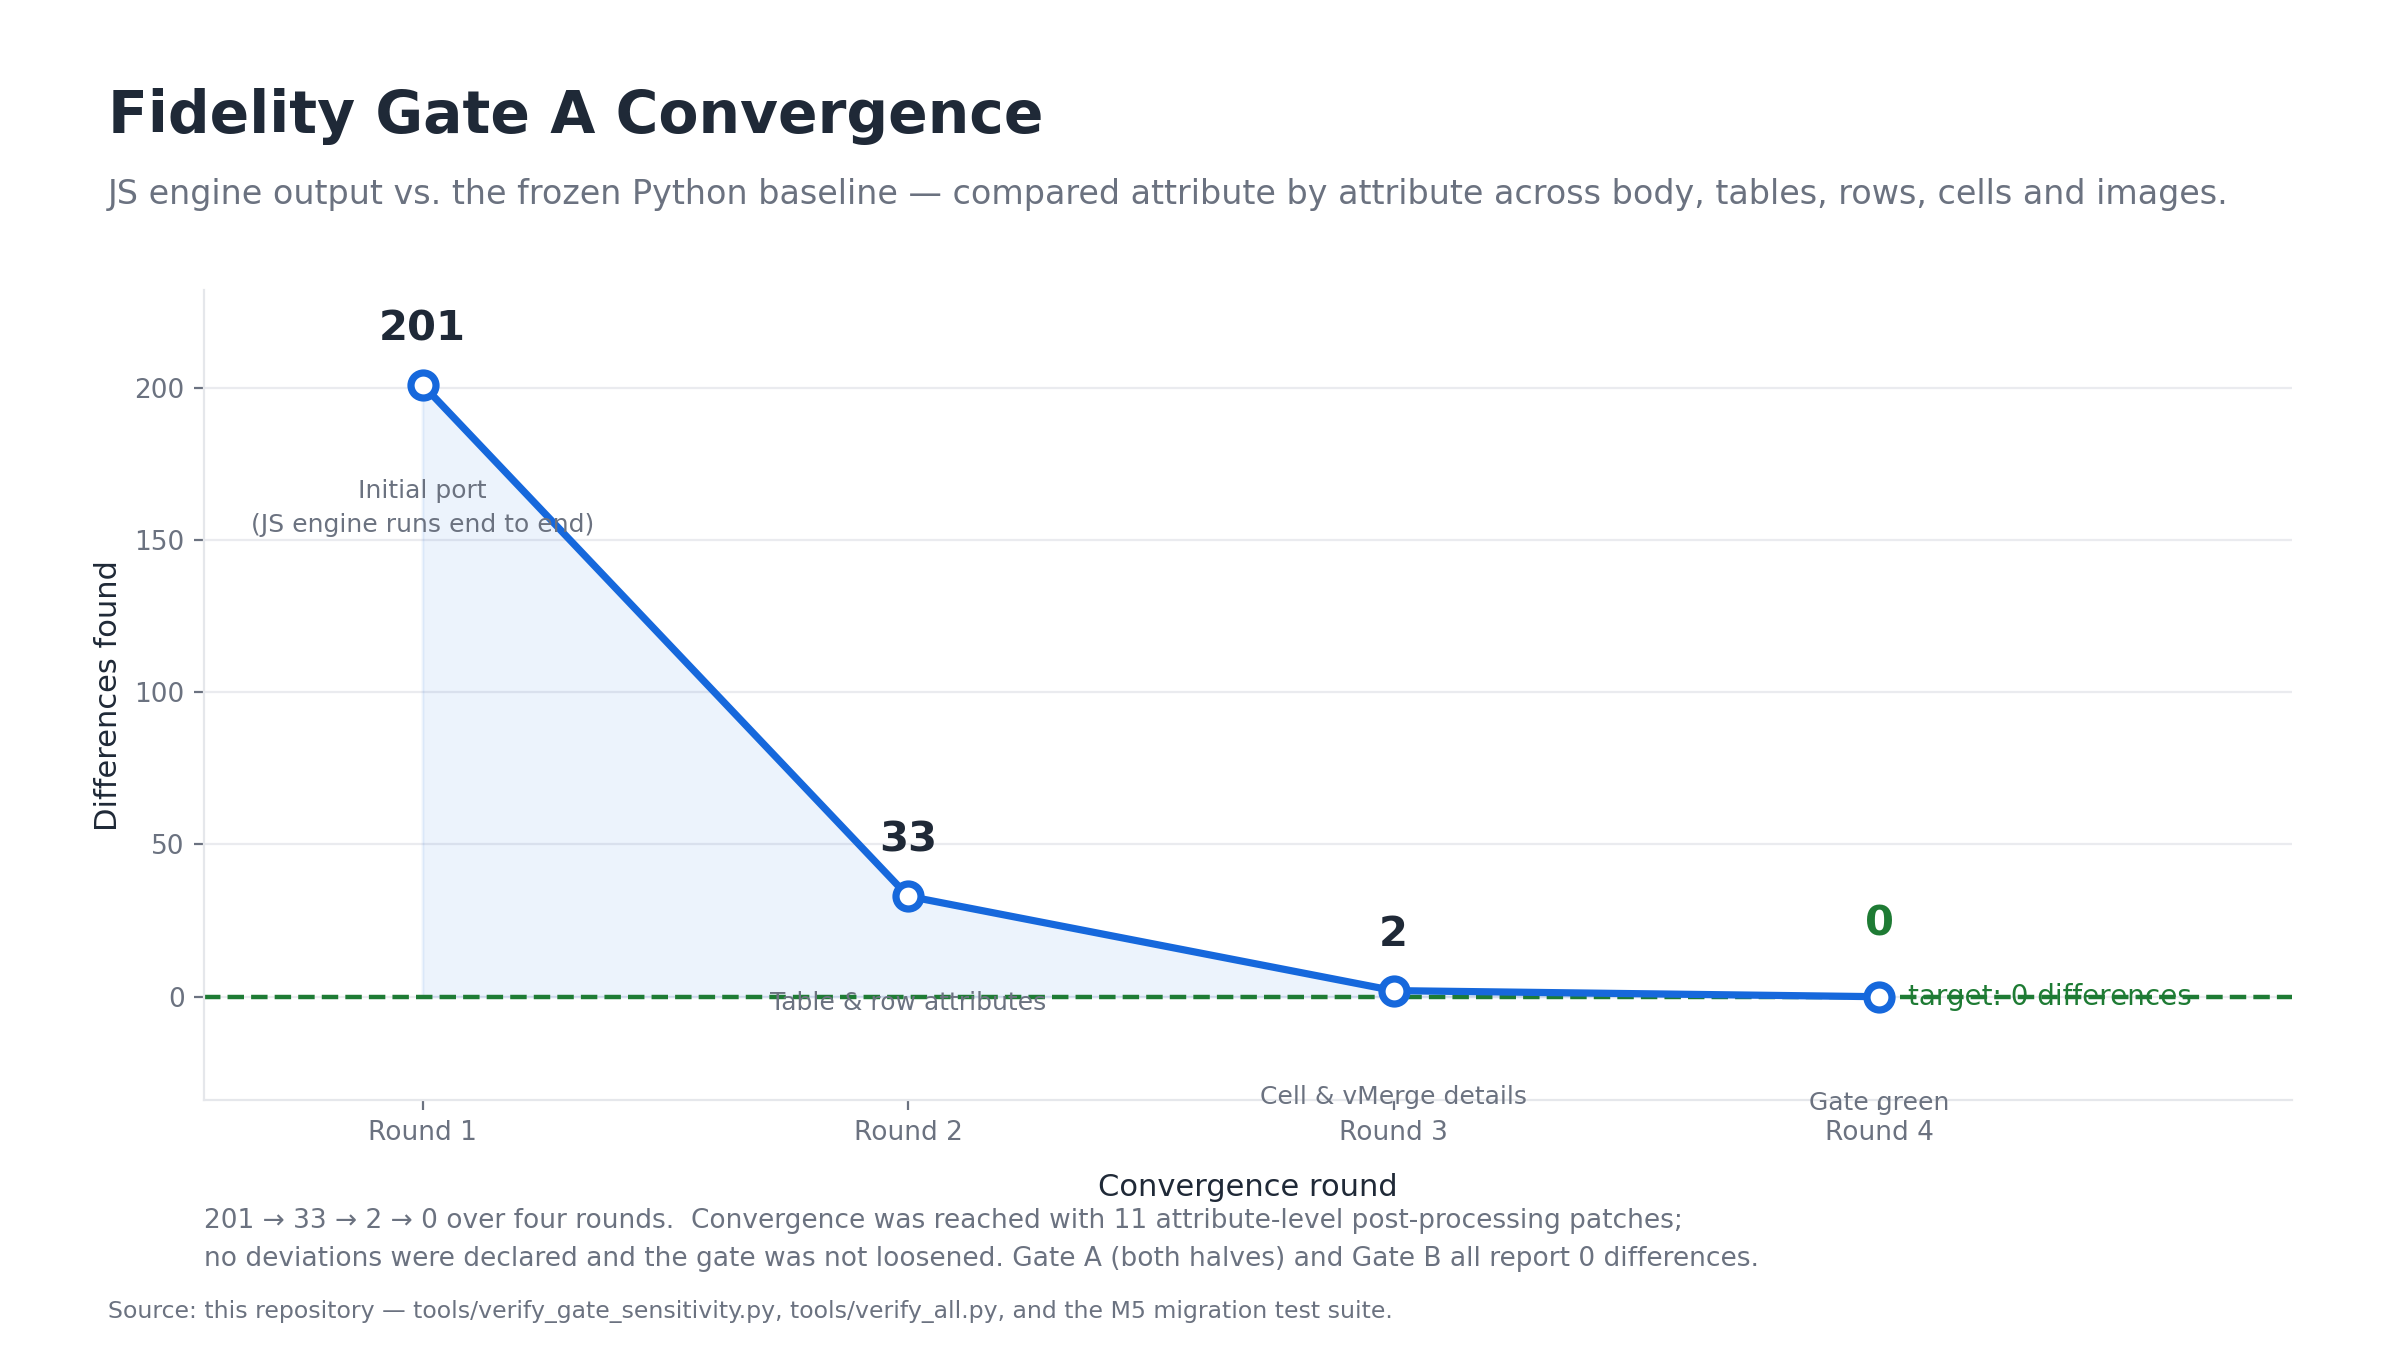 Fidelity Gate A Convergence
JS engine output vs. the frozen Python baseline — compared attribute by attribute across body, tables, rows, cells and images.
Differences found
200
150
100
50
0
201
Initial port
(JS engine runs end to end)
33
Table & row attributes
2
Cell & vMerge details
0
target: 0 differences
Gate green
Round 1
Round 2
Round 3
Round 4
Convergence round
201 → 33 → 2 → 0 over four rounds.  Convergence was reached with 11 attribute-level post-processing patches;
no deviations were declared and the gate was not loosened. Gate A (both halves) and Gate B all report 0 differences.
Source: this repository — tools/verify_gate_sensitivity.py, tools/verify_all.py, and the M5 migration test suite.